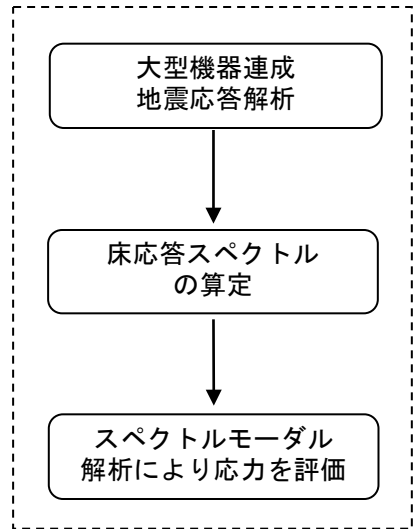 大型機器連成
地震応答解析
床応答スペクトル
の算定
スペクトルモーダル
解析により応力を評価